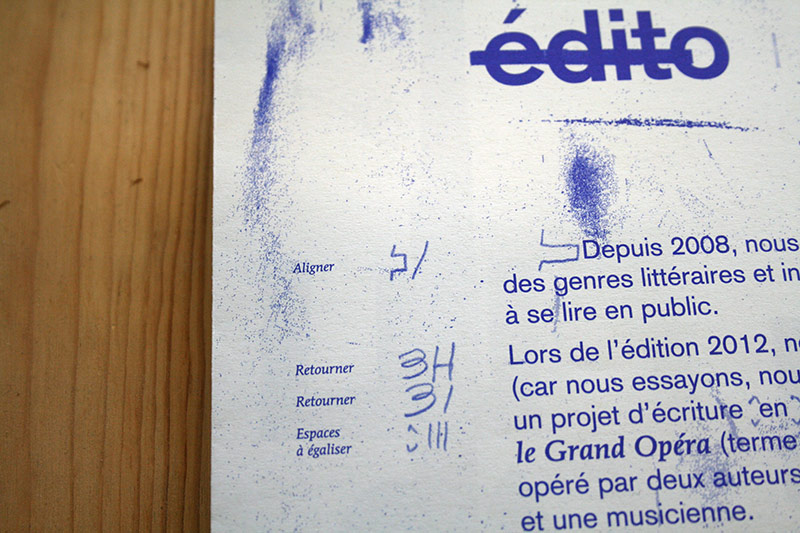 édito
Aligner
Depuis 2008, nous
des genres littéraires et in
à se lire en public.
Retourner
Retourner
Espaces
à égaliser
Lors de l'édition 2012, n
(car nous essayons, nou
un projet d'écriture en
le Grand Opéra (terme
opéré par deux auteurs
et une musicienne.